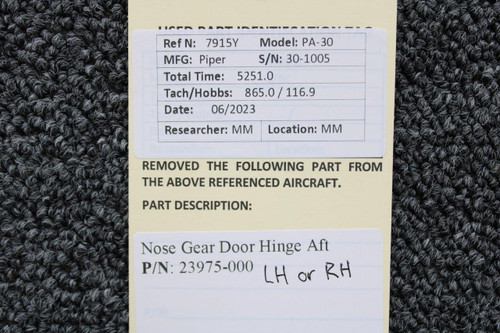 USED PART IDENTIFICATION TAG
Ref N: 7915Y Model: PA-30
MFG: Piper S/N: 30-1005
Total Time: 5251.0
Tach/Hobbs: 865.0 / 116.9
Date: 06/2023
Researcher: MM Location: MM
REMOVED THE FOLLOWING PART FROM
THE ABOVE REFERENCED AIRCRAFT.
PART DESCRIPTION:
Nose Gear Door Hinge Aft
P/N: 23975-000 LH or RH